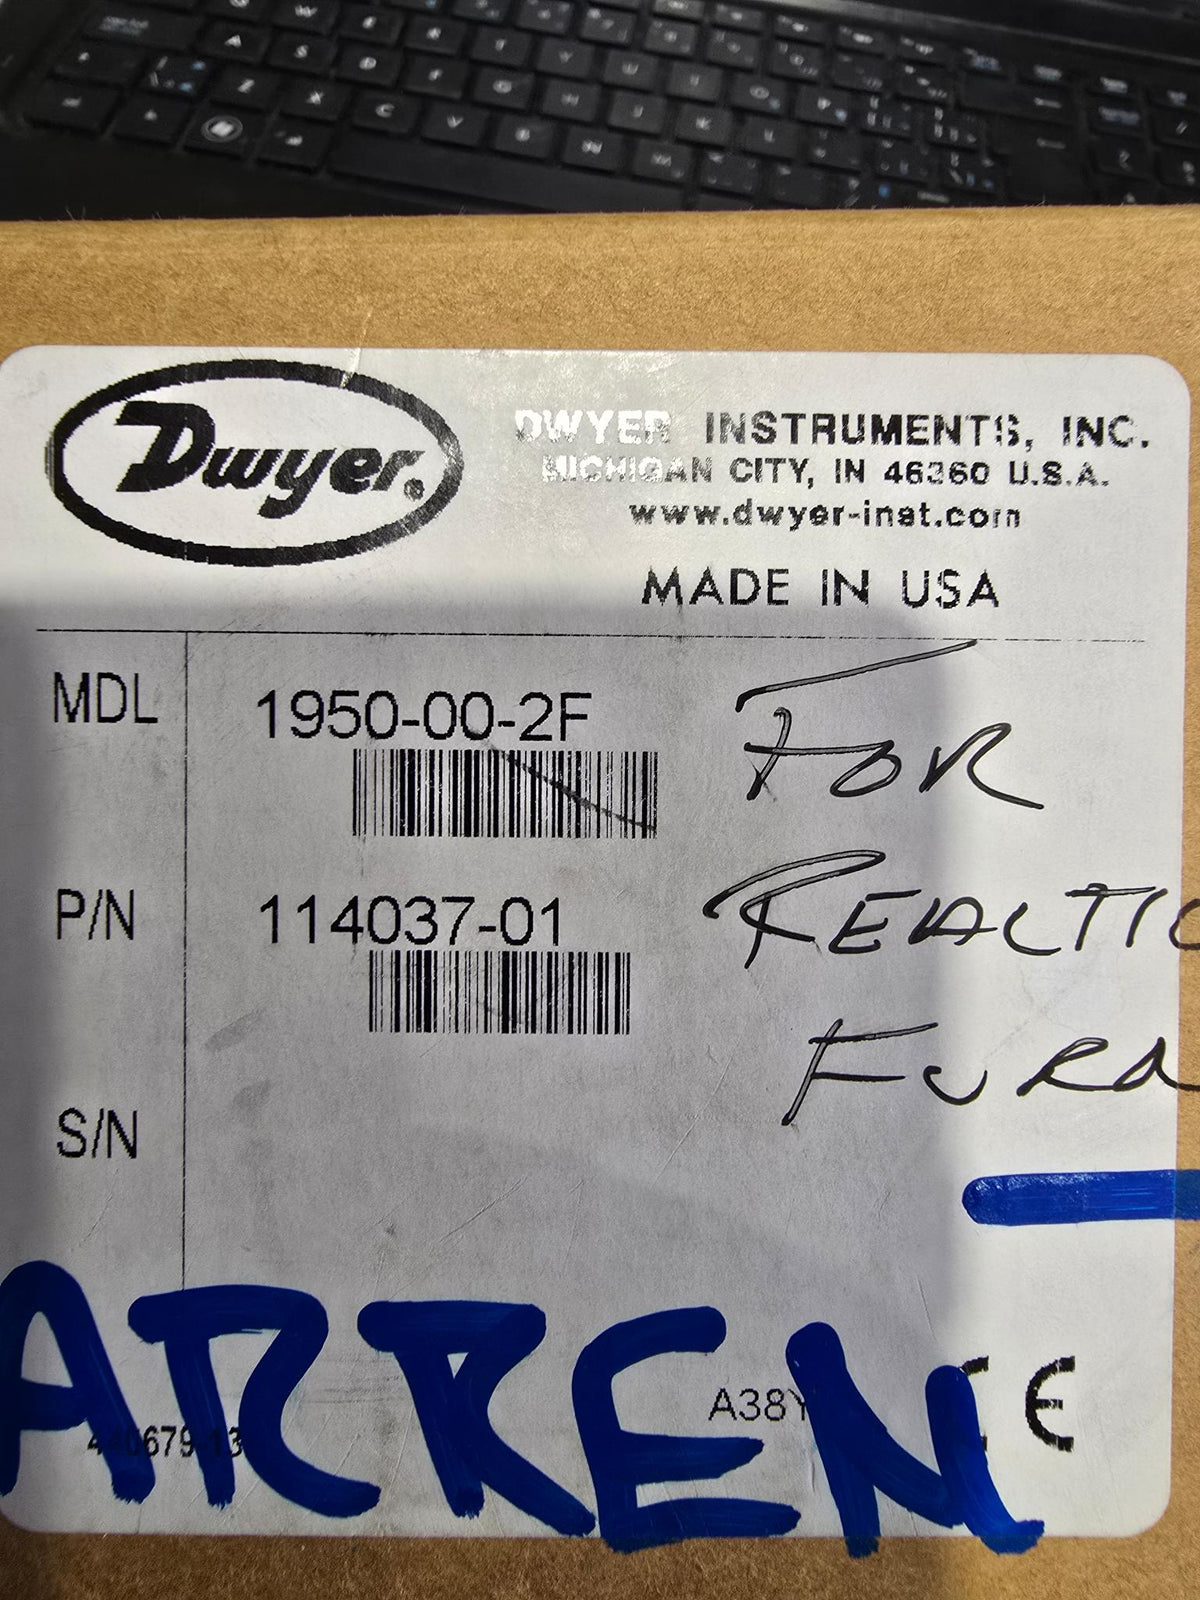 Dwyer®
DWYER INSTRUMENTS, INC.
MICHIGAN CITY, IN 46360 U.S.A.
www.dwyer-inst.com
MADE IN USA
MDL 1950-00-2F
FOR
P/N 114037-01
REACTIO
FURN
S/N
ARREN
A38Y
CE